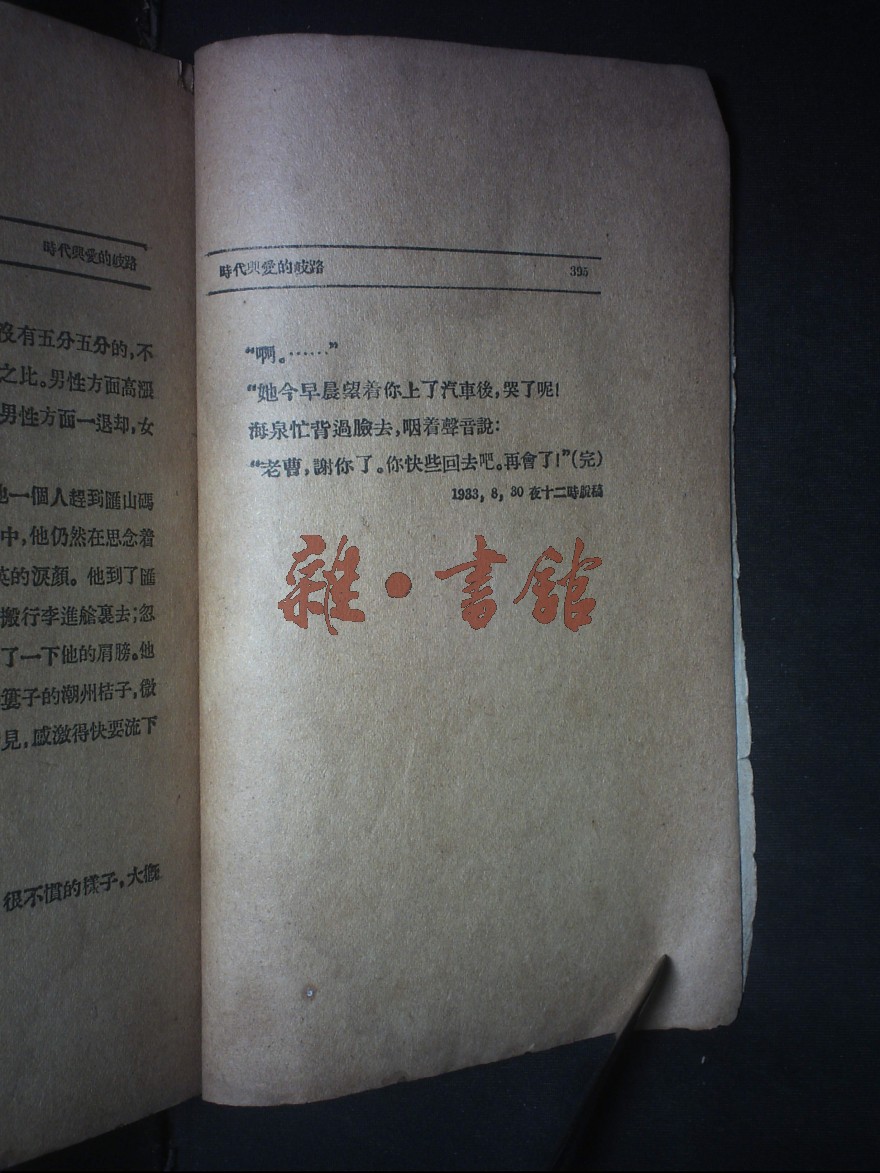 時代與愛的歧路
沒有五分五分的,不
之比。男性方面高漲
男性方面一退却,女
他一個人趕到匯山碼
中,他仍然在思念着
英的淚顏。他到了匯
搬行李進艙裏去;忽
了一下他的肩膀。他
簍子的潮州桔子,微
見,感激得快要流下
很不慣的樣子,大概
時代與愛的歧路 395
“啊。……”
“她今早晨望着你上了汽車後,哭了呢!
海泉忙背過臉去,咽着聲音說:
“老曹,謝你了。你快些回去吧。再會了!”(完)
1933, 8, 30 夜十二時脫稿
雜·書館